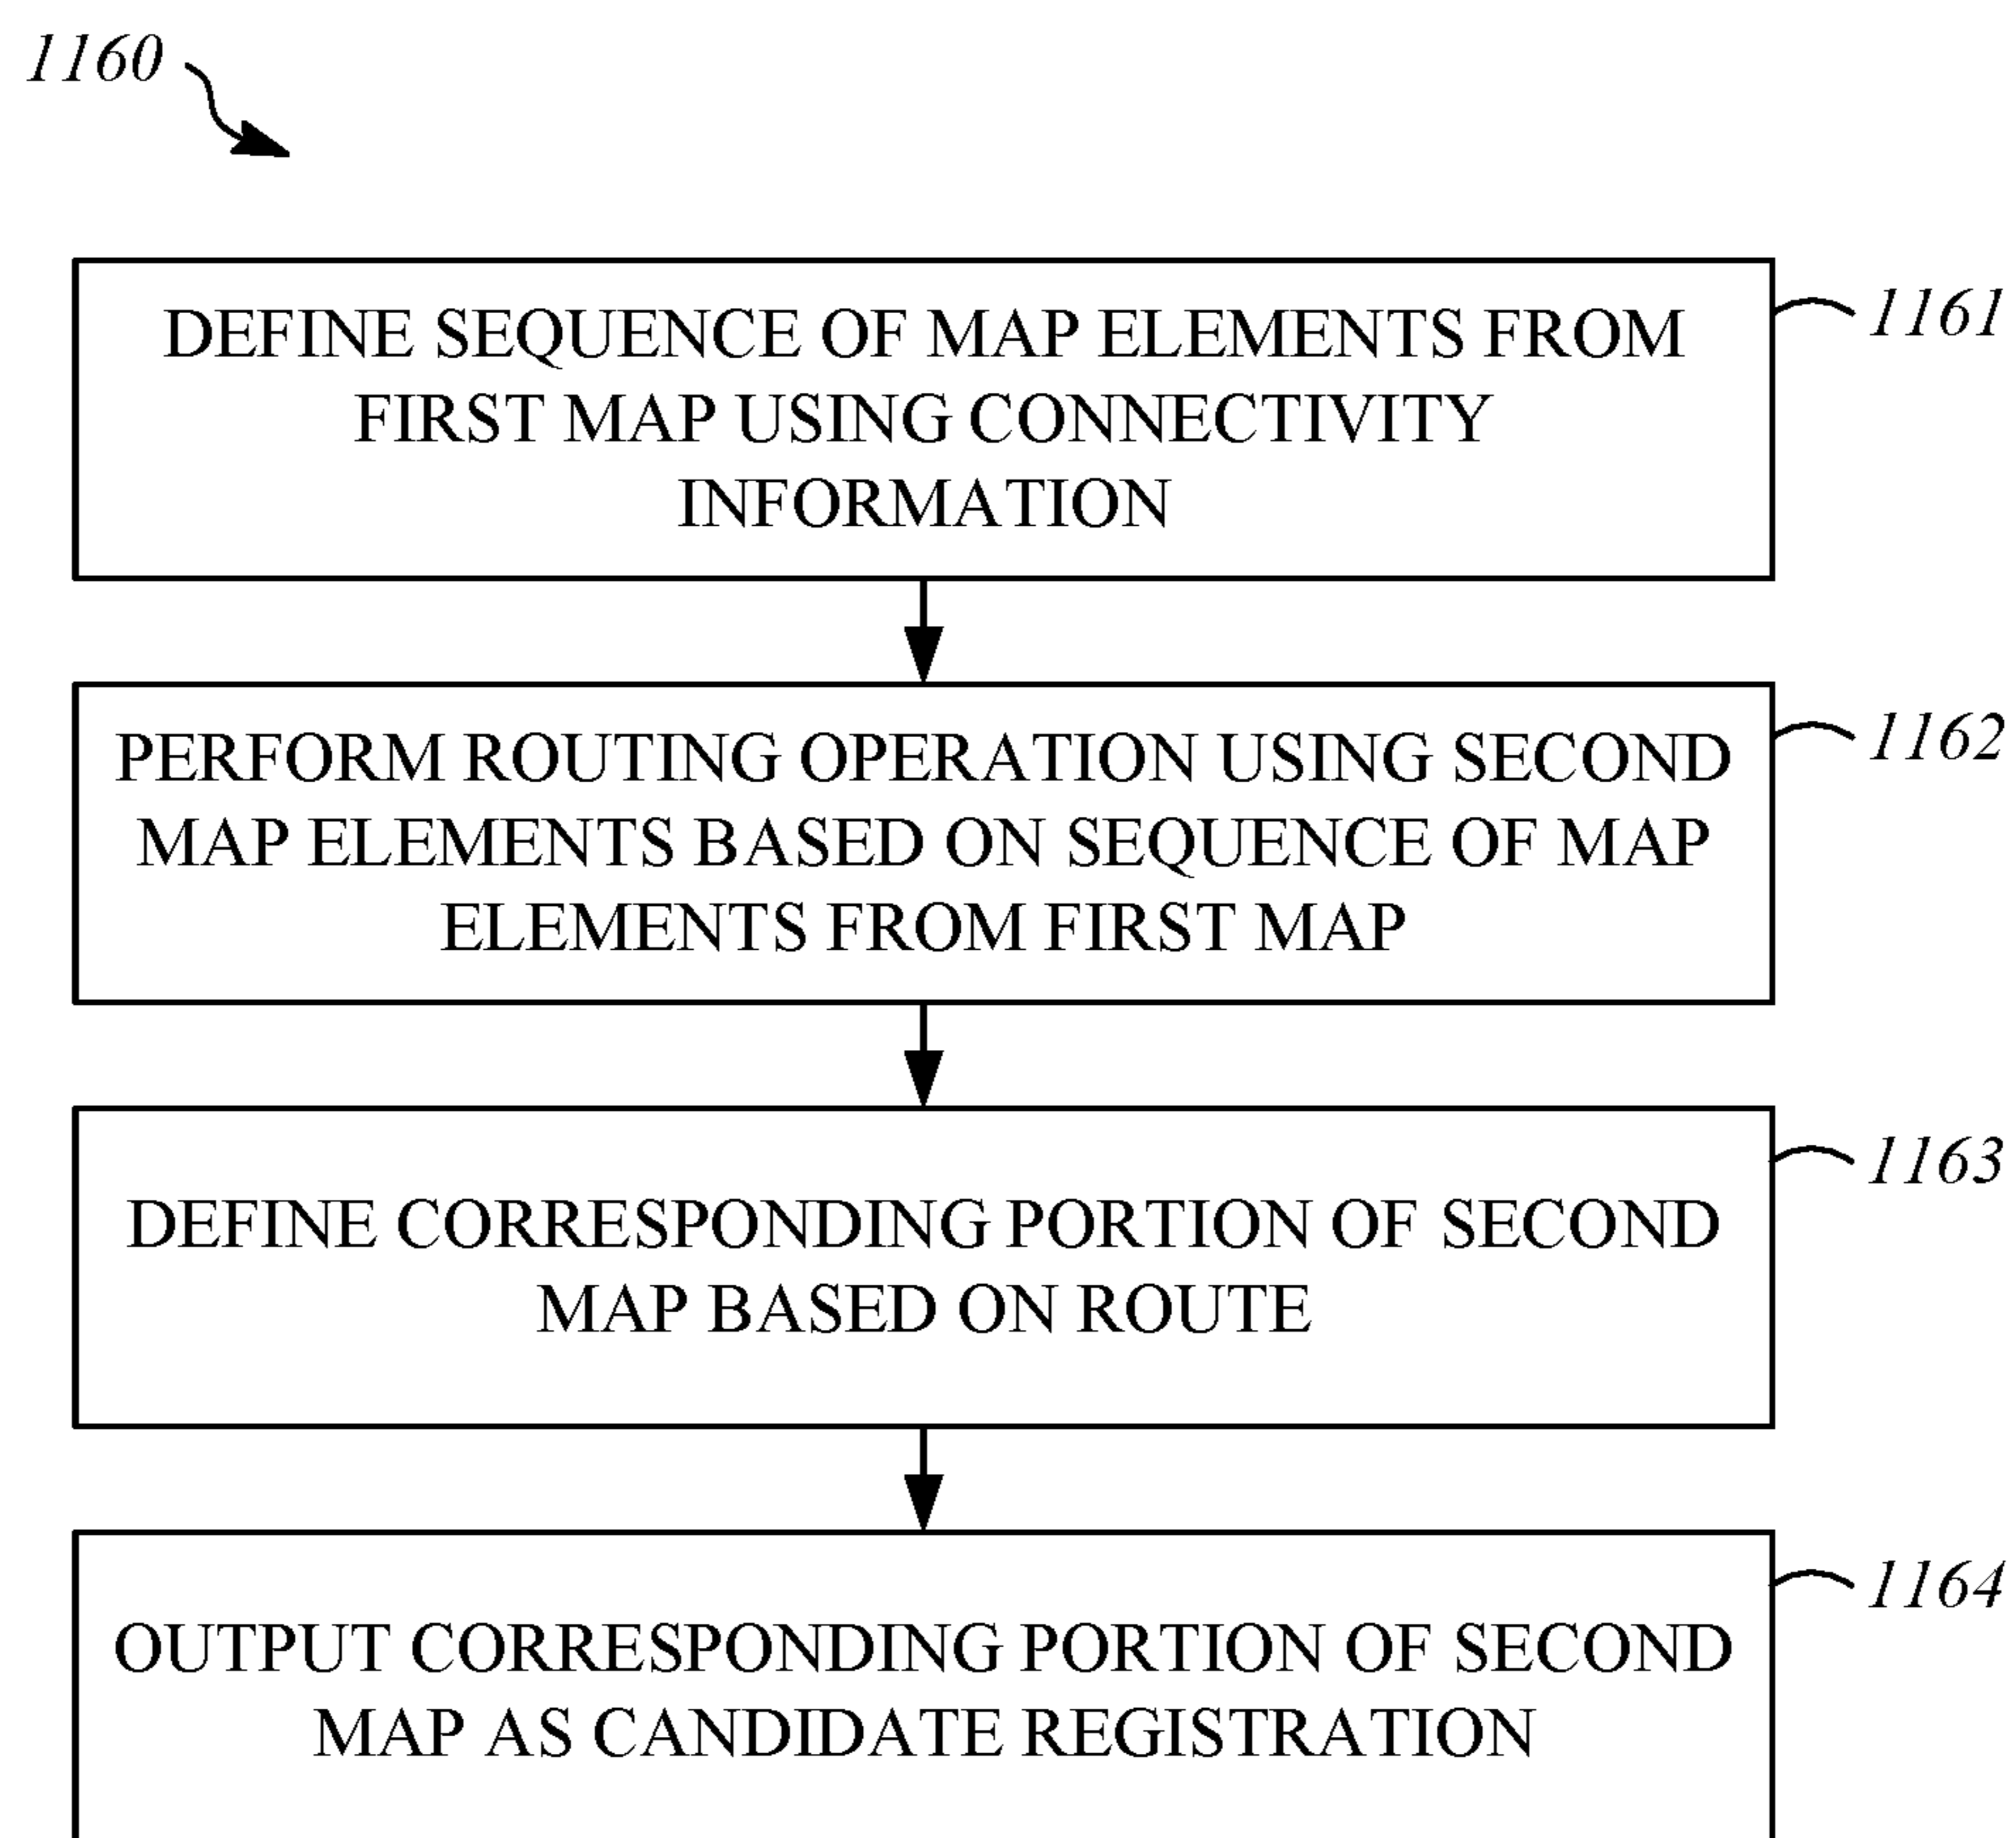 1160
DEFINE SEQUENCE OF MAP ELEMENTS FROM
FIRST MAP USING CONNECTIVITY
INFORMATION
1161
PERFORM ROUTING OPERATION USING SECOND
MAP ELEMENTS BASED ON SEQUENCE OF MAP
ELEMENTS FROM FIRST MAP
1162
DEFINE CORRESPONDING PORTION OF SECOND
MAP BASED ON ROUTE
1163
OUTPUT CORRESPONDING PORTION OF SECOND
MAP AS CANDIDATE REGISTRATION
1164